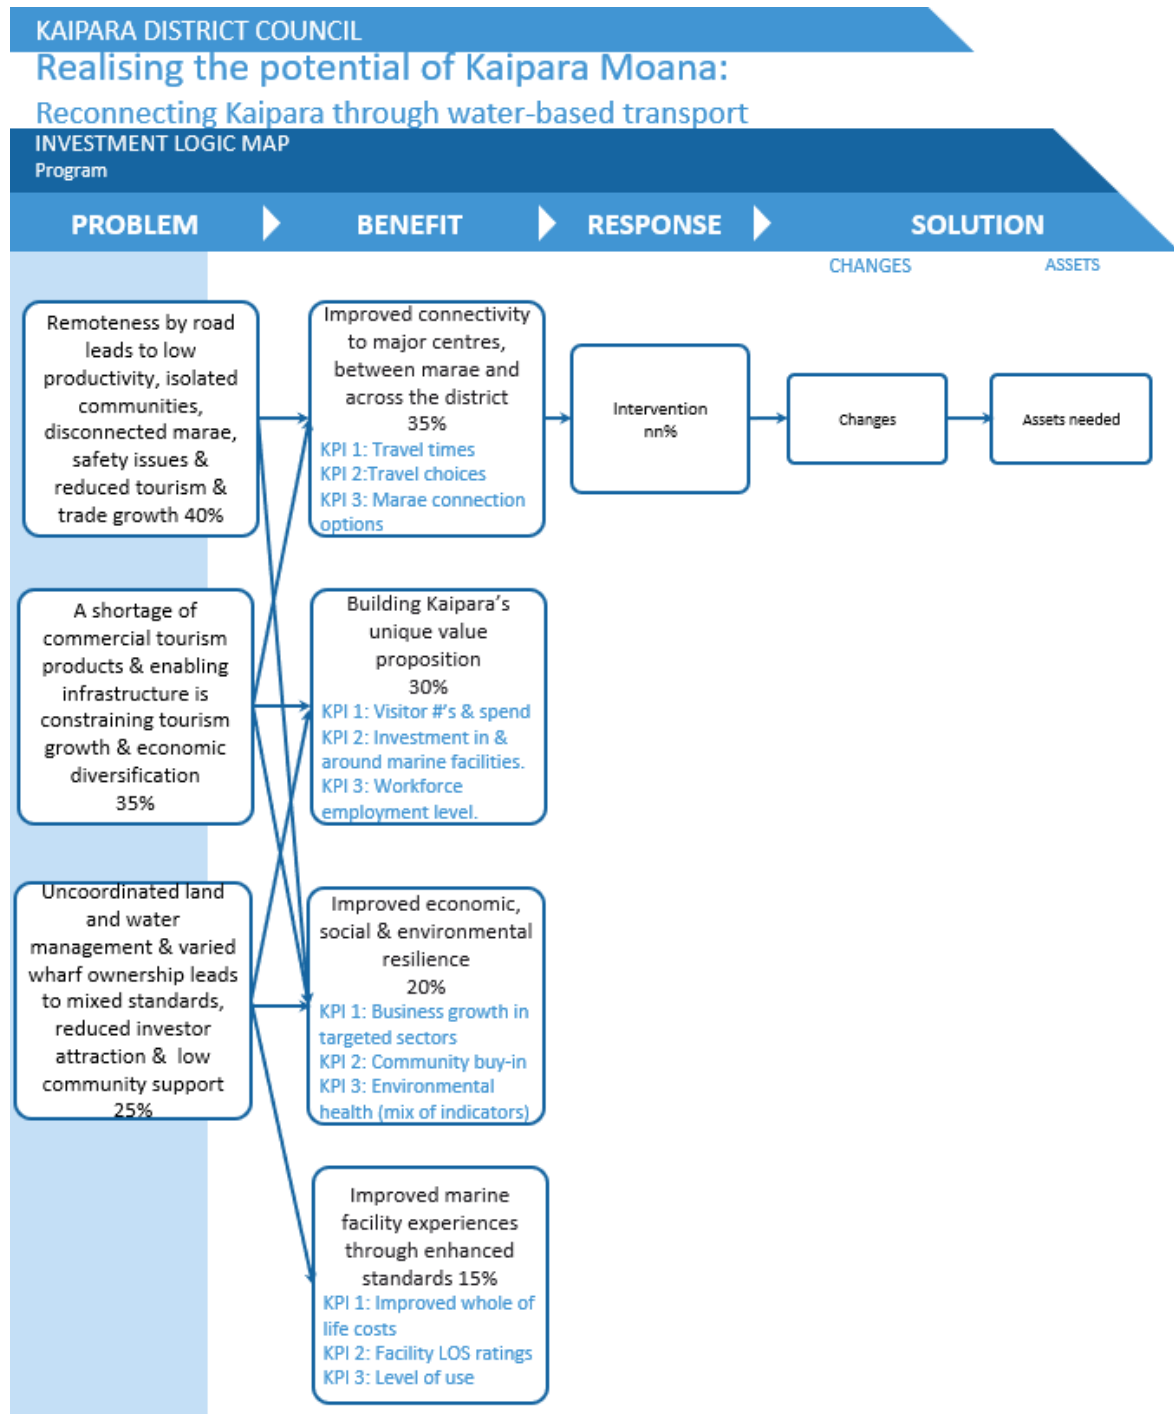 KAIPARA DISTRICT COUNCIL
Realising the potential of Kaipara Moana:
Reconnecting Kaipara through water-based transport
INVESTMENT LOGIC MAP
Program
PROBLEM
BENEFIT
RESPONSE
SOLUTION
CHANGES
ASSETS
Remoteness by road
leads to low
productivity, isolated
communities,
disconnected marae,
safety issues &
reduced tourism &
trade growth 40%
Improved connectivity
to major centres,
between marae and
across the district
35%
KPI 1: Travel times
KPI 2:Travel choices
KPI 3: Marae connection
options
Intervention
nn%
Changes
Assets needed
A shortage of
commercial tourism
products & enabling
infrastructure is
constraining tourism
growth & economic
diversification
35%
Building Kaipara’s
unique value
proposition
30%
KPI 1: Visitor #'s & spend
KPI 2: Investment in &
around marine facilities.
KPI 3: Workforce
employment level.
Uncoordinated land
and water
management & varied
wharf ownership leads
to mixed standards,
reduced investor
attraction & low
community support
25%
Improved economic,
social & environmental
resilience
20%
KPI 1: Business growth in
targeted sectors
KPI 2: Community buy-in
KPI 3: Environmental
health (mix of indicators)
Improved marine
facility experiences
through enhanced
standards 15%
KPI 1: Improved whole of
life costs
KPI 2: Facility LOS ratings
KPI 3: Level of use